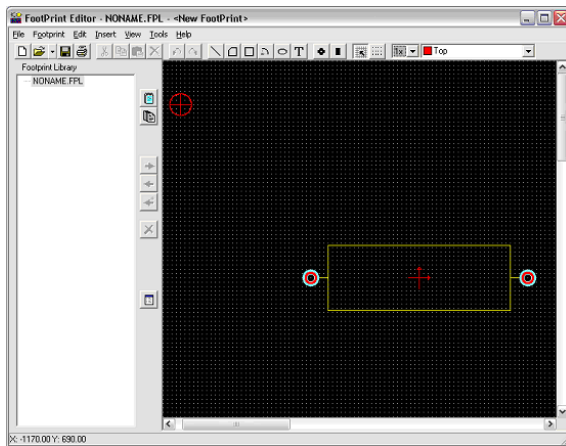 FootPrint Editor - NONAME.FPL - <New FootPrint>
File Footprint Edit Insert View Tools Help
T 1x Top
Footprint Library
NONAME.FPL
X: -1170.00 Y: 690.00